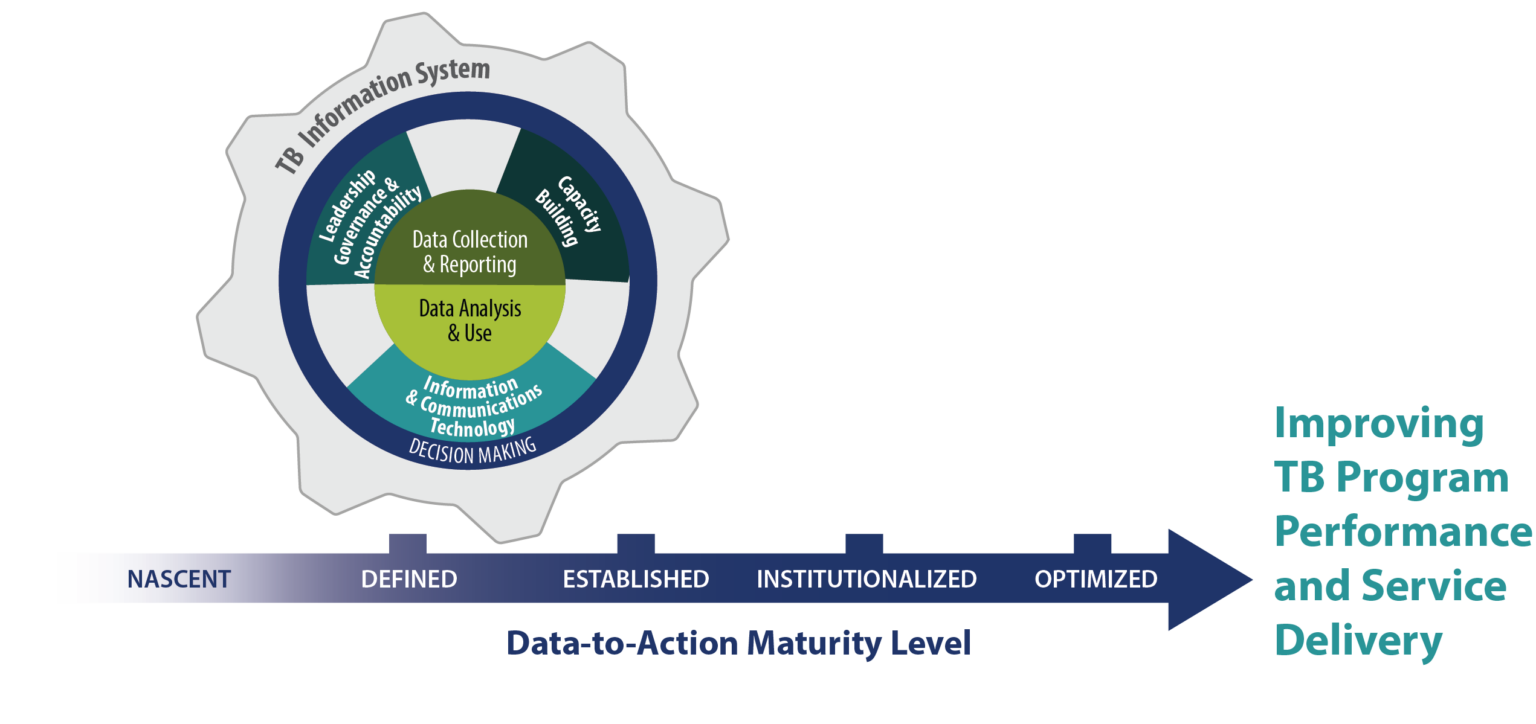 TB Information System
Leadership
Governance &
Accountability
Capacity
Building
Data Collection
& Reporting
Data Analysis
& Use
Information
& Communications
Technology
DECISION MAKING
NASCENT
DEFINED
ESTABLISHED
INSTITUTIONALIZED
OPTIMIZED
Data-to-Action Maturity Level
Improving
TB Program
Performance
and Service
Delivery